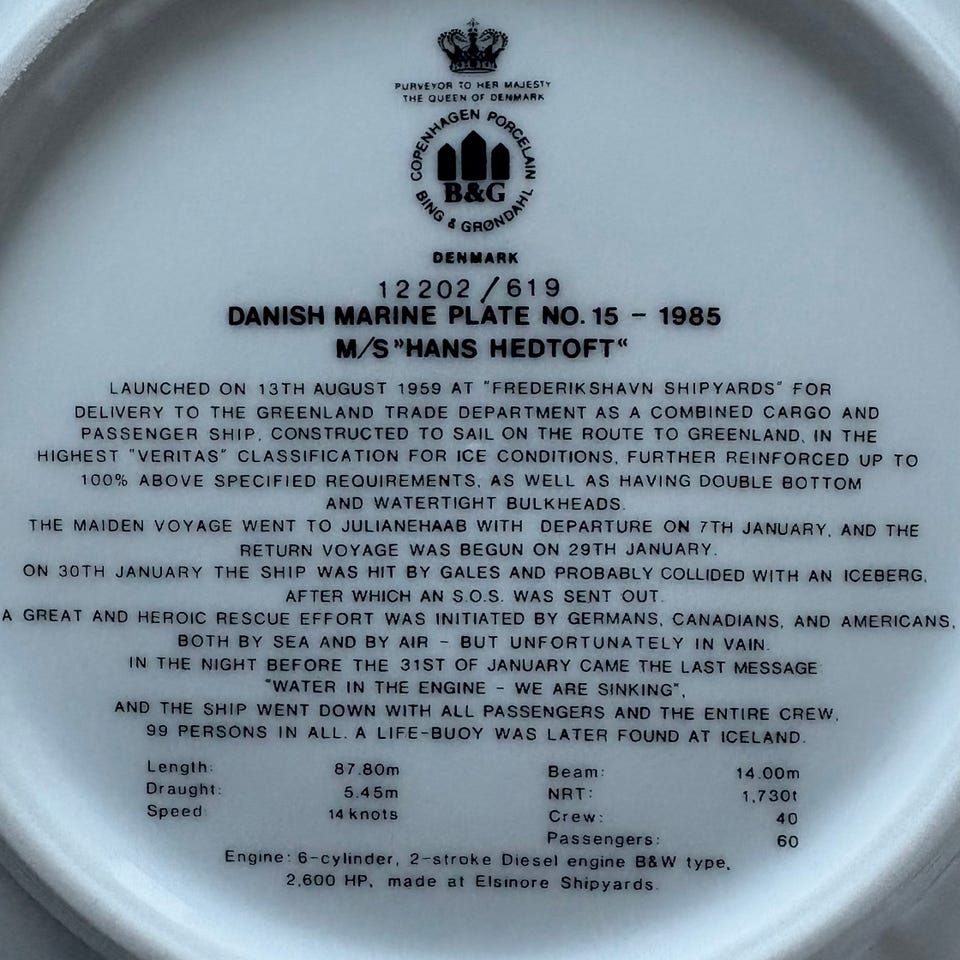 PURVEYOR TO HER MAJESTY
THE QUEEN OF DENMARK
COPENHAGEN PORCELAIN
B&G
BING & GRØNDAHL
DENMARK
12202/619
DANISH MARINE PLATE NO. 15 - 1985
M/S "HANS HEDTOFT"
LAUNCHED ON 13TH AUGUST 1959 AT "FREDERIKSHAVN SHIPYARDS" FOR
DELIVERY TO THE GREENLAND TRADE DEPARTMENT AS A COMBINED CARGO AND
PASSENGER SHIP, CONSTRUCTED TO SAIL ON THE ROUTE TO GREENLAND, IN THE
HIGHEST "VERITAS" CLASSIFICATION FOR ICE CONDITIONS, FURTHER REINFORCED UP TO
100% ABOVE SPECIFIED REQUIREMENTS, AS WELL AS HAVING DOUBLE BOTTOM
AND WATERTIGHT BULKHEADS.
THE MAIDEN VOYAGE WENT TO JULIANEHAAB WITH DEPARTURE ON 7TH JANUARY, AND THE
RETURN VOYAGE WAS BEGUN ON 29TH JANUARY.
ON 30TH JANUARY THE SHIP WAS HIT BY GALES AND PROBABLY COLLIDED WITH AN ICEBERG,
AFTER WHICH AN S.O.S. WAS SENT OUT.
A GREAT AND HEROIC RESCUE EFFORT WAS INITIATED BY GERMANS, CANADIANS, AND AMERICANS,
BOTH BY SEA AND BY AIR - BUT UNFORTUNATELY IN VAIN.
IN THE NIGHT BEFORE THE 31ST OF JANUARY CAME THE LAST MESSAGE
"WATER IN THE ENGINE - WE ARE SINKING",
AND THE SHIP WENT DOWN WITH ALL PASSENGERS AND THE ENTIRE CREW,
99 PERSONS IN ALL. A LIFE-BUOY WAS LATER FOUND AT ICELAND.
Length: 87.80m Beam: 14.00m
Draught: 5.45m NRT: 1,730t
Speed 14 knots Crew: 40
Passengers: 60
Engine: 6-cylinder, 2-stroke Diesel engine B&W type,
2,600 HP, made at Elsinore Shipyards.